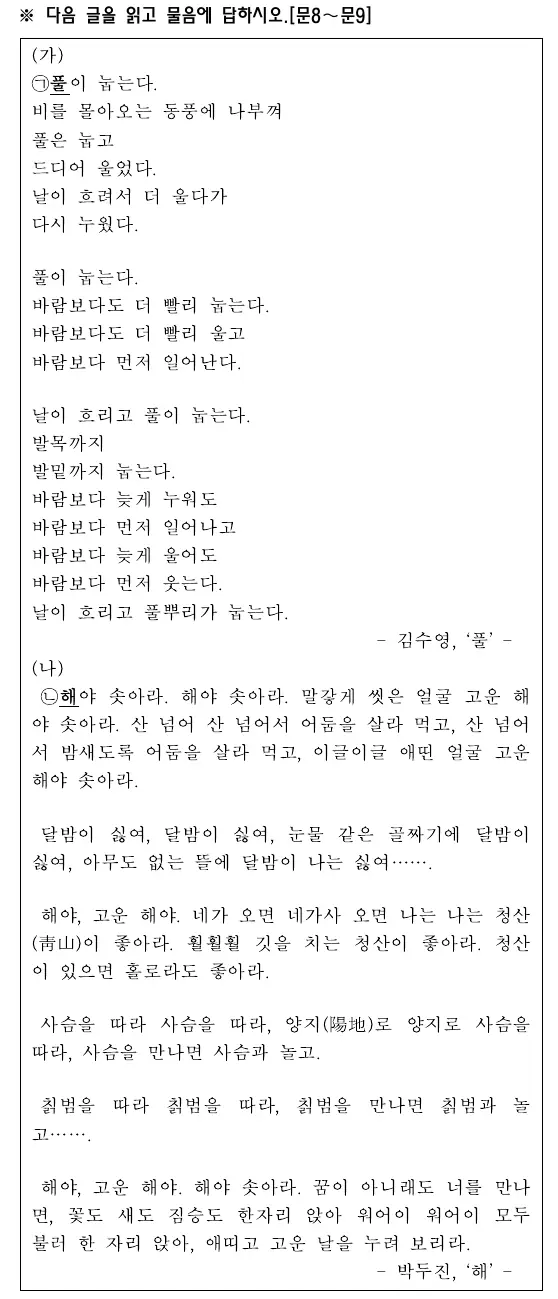 ※ 다음 글을 읽고 물음에 답하시오.[문8～문9]
(가)
㉠풀이 눕는다.
비를 몰아오는 동풍에 나부껴
풀은 눕고
드디어 울었다.
날이 흐려서 더 울다가
다시 누웠다.
풀이 눕는다.
바람보다도 더 빨리 눕는다.
바람보다도 더 빨리 울고
바람보다 먼저 일어난다.
날이 흐리고 풀이 눕는다.
발목까지
발밑까지 눕는다.
바람보다 늦게 누워도
바람보다 먼저 일어나고
바람보다 늦게 울어도
바람보다 먼저 웃는다.
날이 흐리고 풀뿌리가 눕는다.
– 김수영, ‘풀’ –
(나)
㉡해야 솟아라. 해야 솟아라. 말갛게 씻은 얼굴 고운 해
야 솟아라. 산 넘어 산 넘어서 어둠을 살라 먹고, 산 넘어
서 밤새도록 어둠을 살라 먹고, 이글이글 애띤 얼굴 고운
해야 솟아라.
달밤이 싫여, 달밤이 싫여, 눈물 같은 골짜기에 달밤이
싫여, 아무도 없는 뜰에 달밤이 나는 싫여…….
해야, 고운 해야. 네가 오면 네가사 오면 나는 나는 청산
(靑山)이 좋아라. 훨훨훨 깃을 치는 청산이 좋아라. 청산
이 있으면 홀로라도 좋아라.
사슴을 따라 사슴을 따라, 양지(陽地)로 양지로 사슴을
따라, 사슴을 만나면 사슴과 놀고.
칡범을 따라 칡범을 따라, 칡범을 만나면 칡범과 놀
고…….
해야, 고운 해야. 해야 솟아라. 꿈이 아니래도 너를 만나
면, 꽃도 새도 짐승도 한자리 앉아 워어이 워어이 모두
불러 한 자리 앉아, 애띠고 고운 날을 누려 보리라.
– 박두진, ‘해’ –